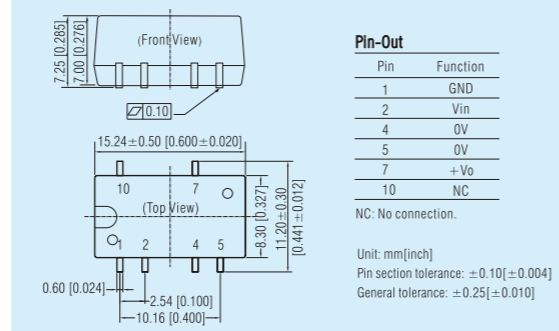 (Front View)
7.25 [0.285]
7.00 [0.276]
0.10
15.24±0.50 [0.600±0.020]
10 7
(Top View)
1 2 4 5
8.30 [0.327]
11.20±0.30
[0.441±0.012]
0.60 [0.024]
2.54 [0.100]
10.16 [0.400]
Pin-Out
Pin Function
1 GND
2 Vin
4 0V
5 0V
7 +Vo
10 NC
NC: No connection.
Unit: mm[inch]
Pin section tolerance: ±0.10[±0.004]
General tolerance: ±0.25[±0.010]